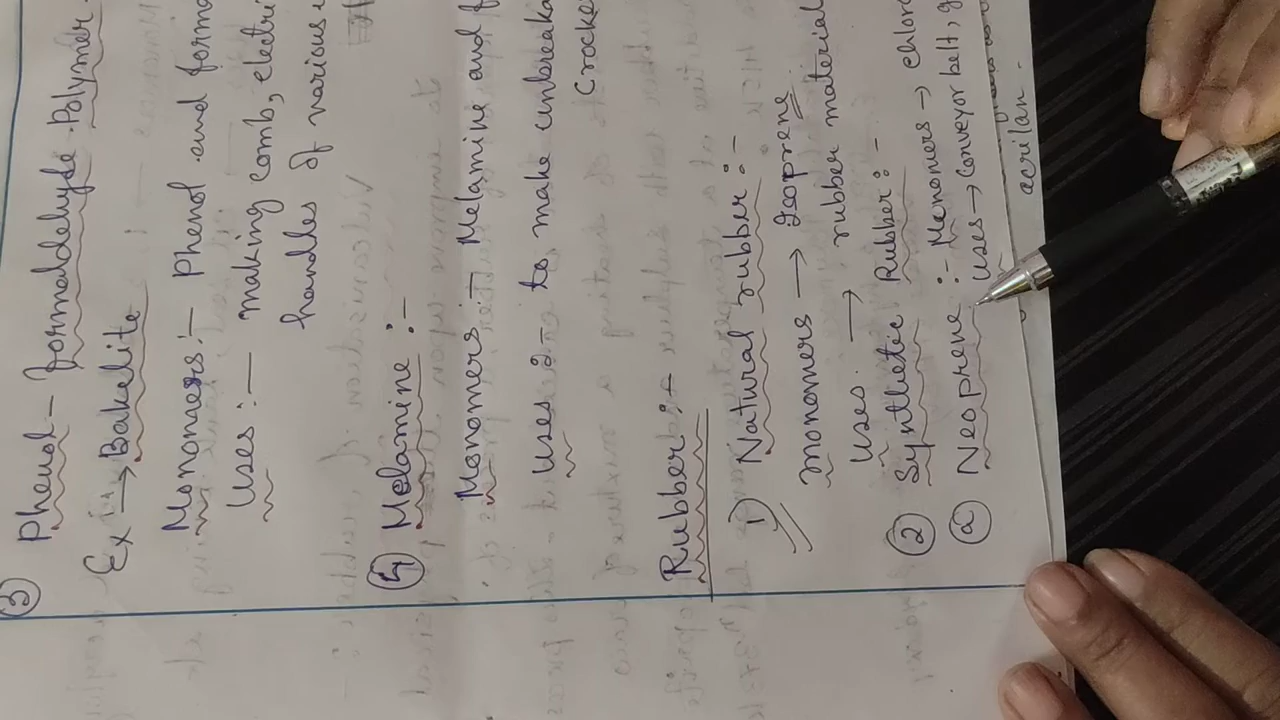 ③ Phenol - formaldehyde Polymer
Ex → Bakelite
Monomers:- Phenol and forma
Uses:- making comb, electri
handles of various
④ Melamine :-
Monomers:- Melamine and f
Uses :- to make unbreaka
Crocke
Rubber:-
1) Natural rubber:-
monomers → isoprene
Uses. → rubber material
② Synthetic Rubber:-
ⓐ Neoprene :- Monomers → chloro
Uses → Conveyor belt, g
acrilan.